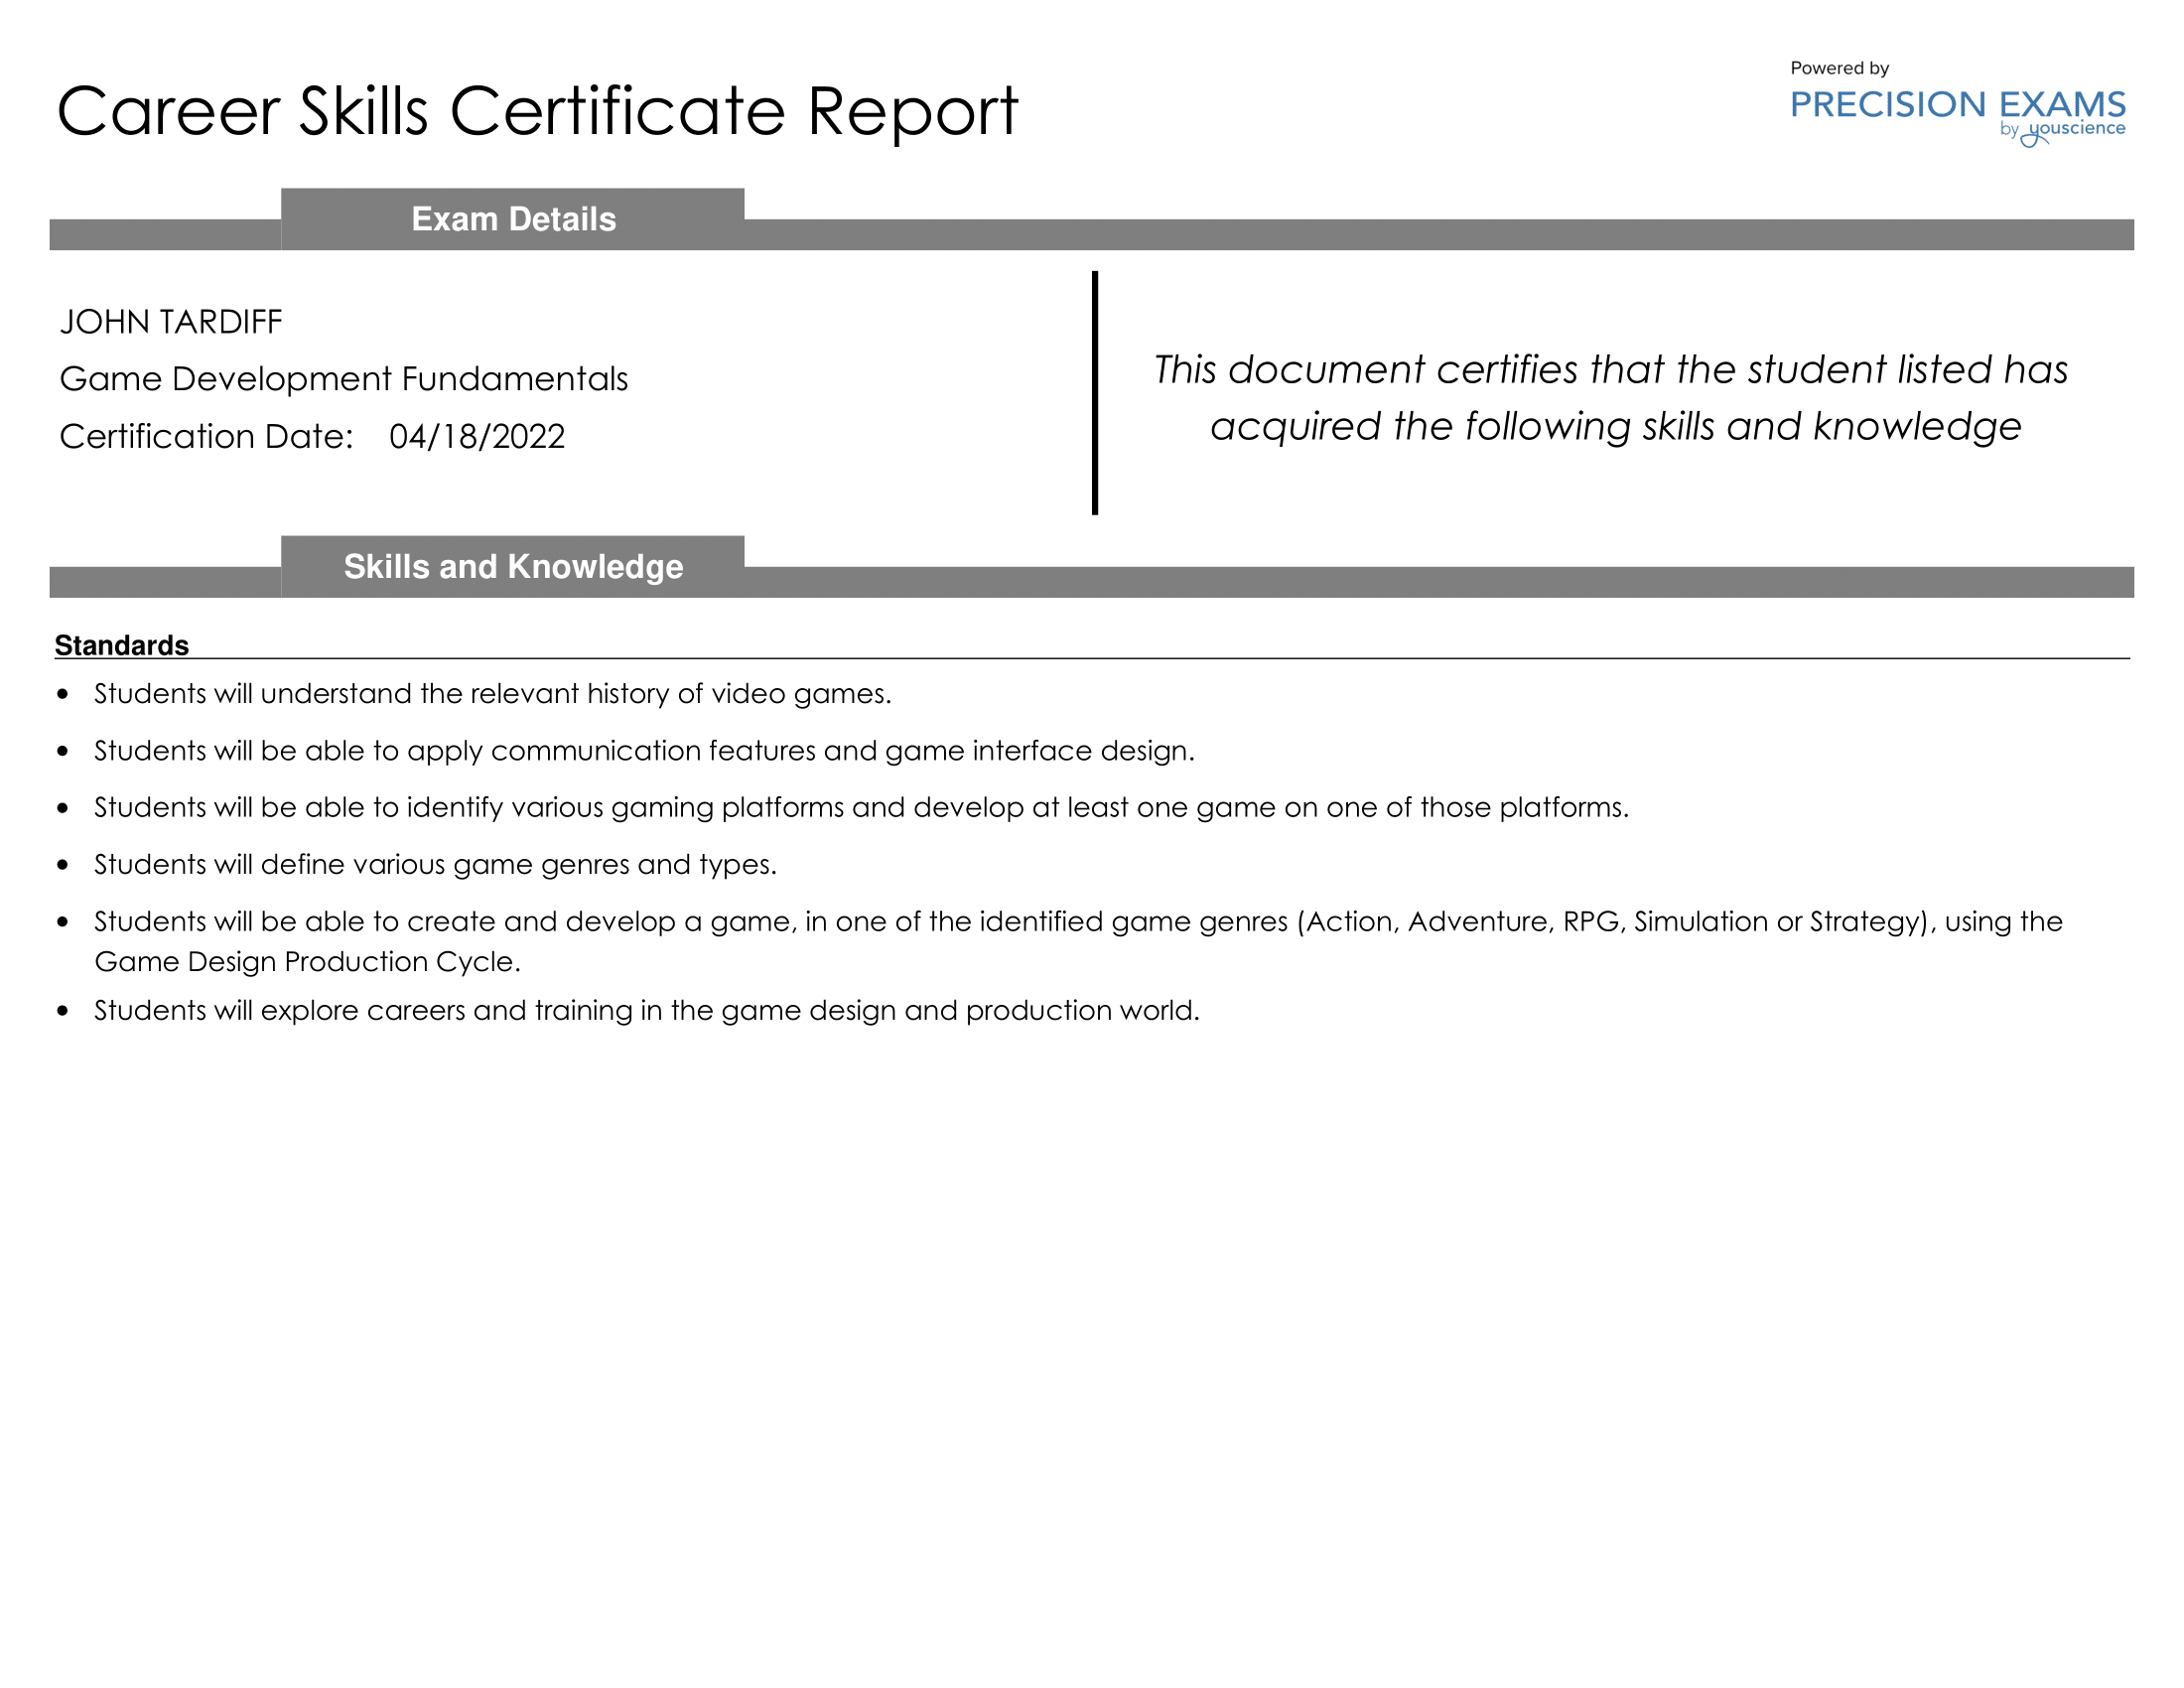 Career Skills Certificate Report
Powered by
PRECISION EXAMS
by youscience
Exam Details
JOHN TARDIFF
Game Development Fundamentals
Certification Date: 04/18/2022
This document certifies that the student listed has
acquired the following skills and knowledge
Skills and Knowledge
Standards
• Students will understand the relevant history of video games.
• Students will be able to apply communication features and game interface design.
• Students will be able to identify various gaming platforms and develop at least one game on one of those platforms.
• Students will define various game genres and types.
• Students will be able to create and develop a game, in one of the identified game genres (Action, Adventure, RPG, Simulation or Strategy), using the
Game Design Production Cycle.
• Students will explore careers and training in the game design and production world.